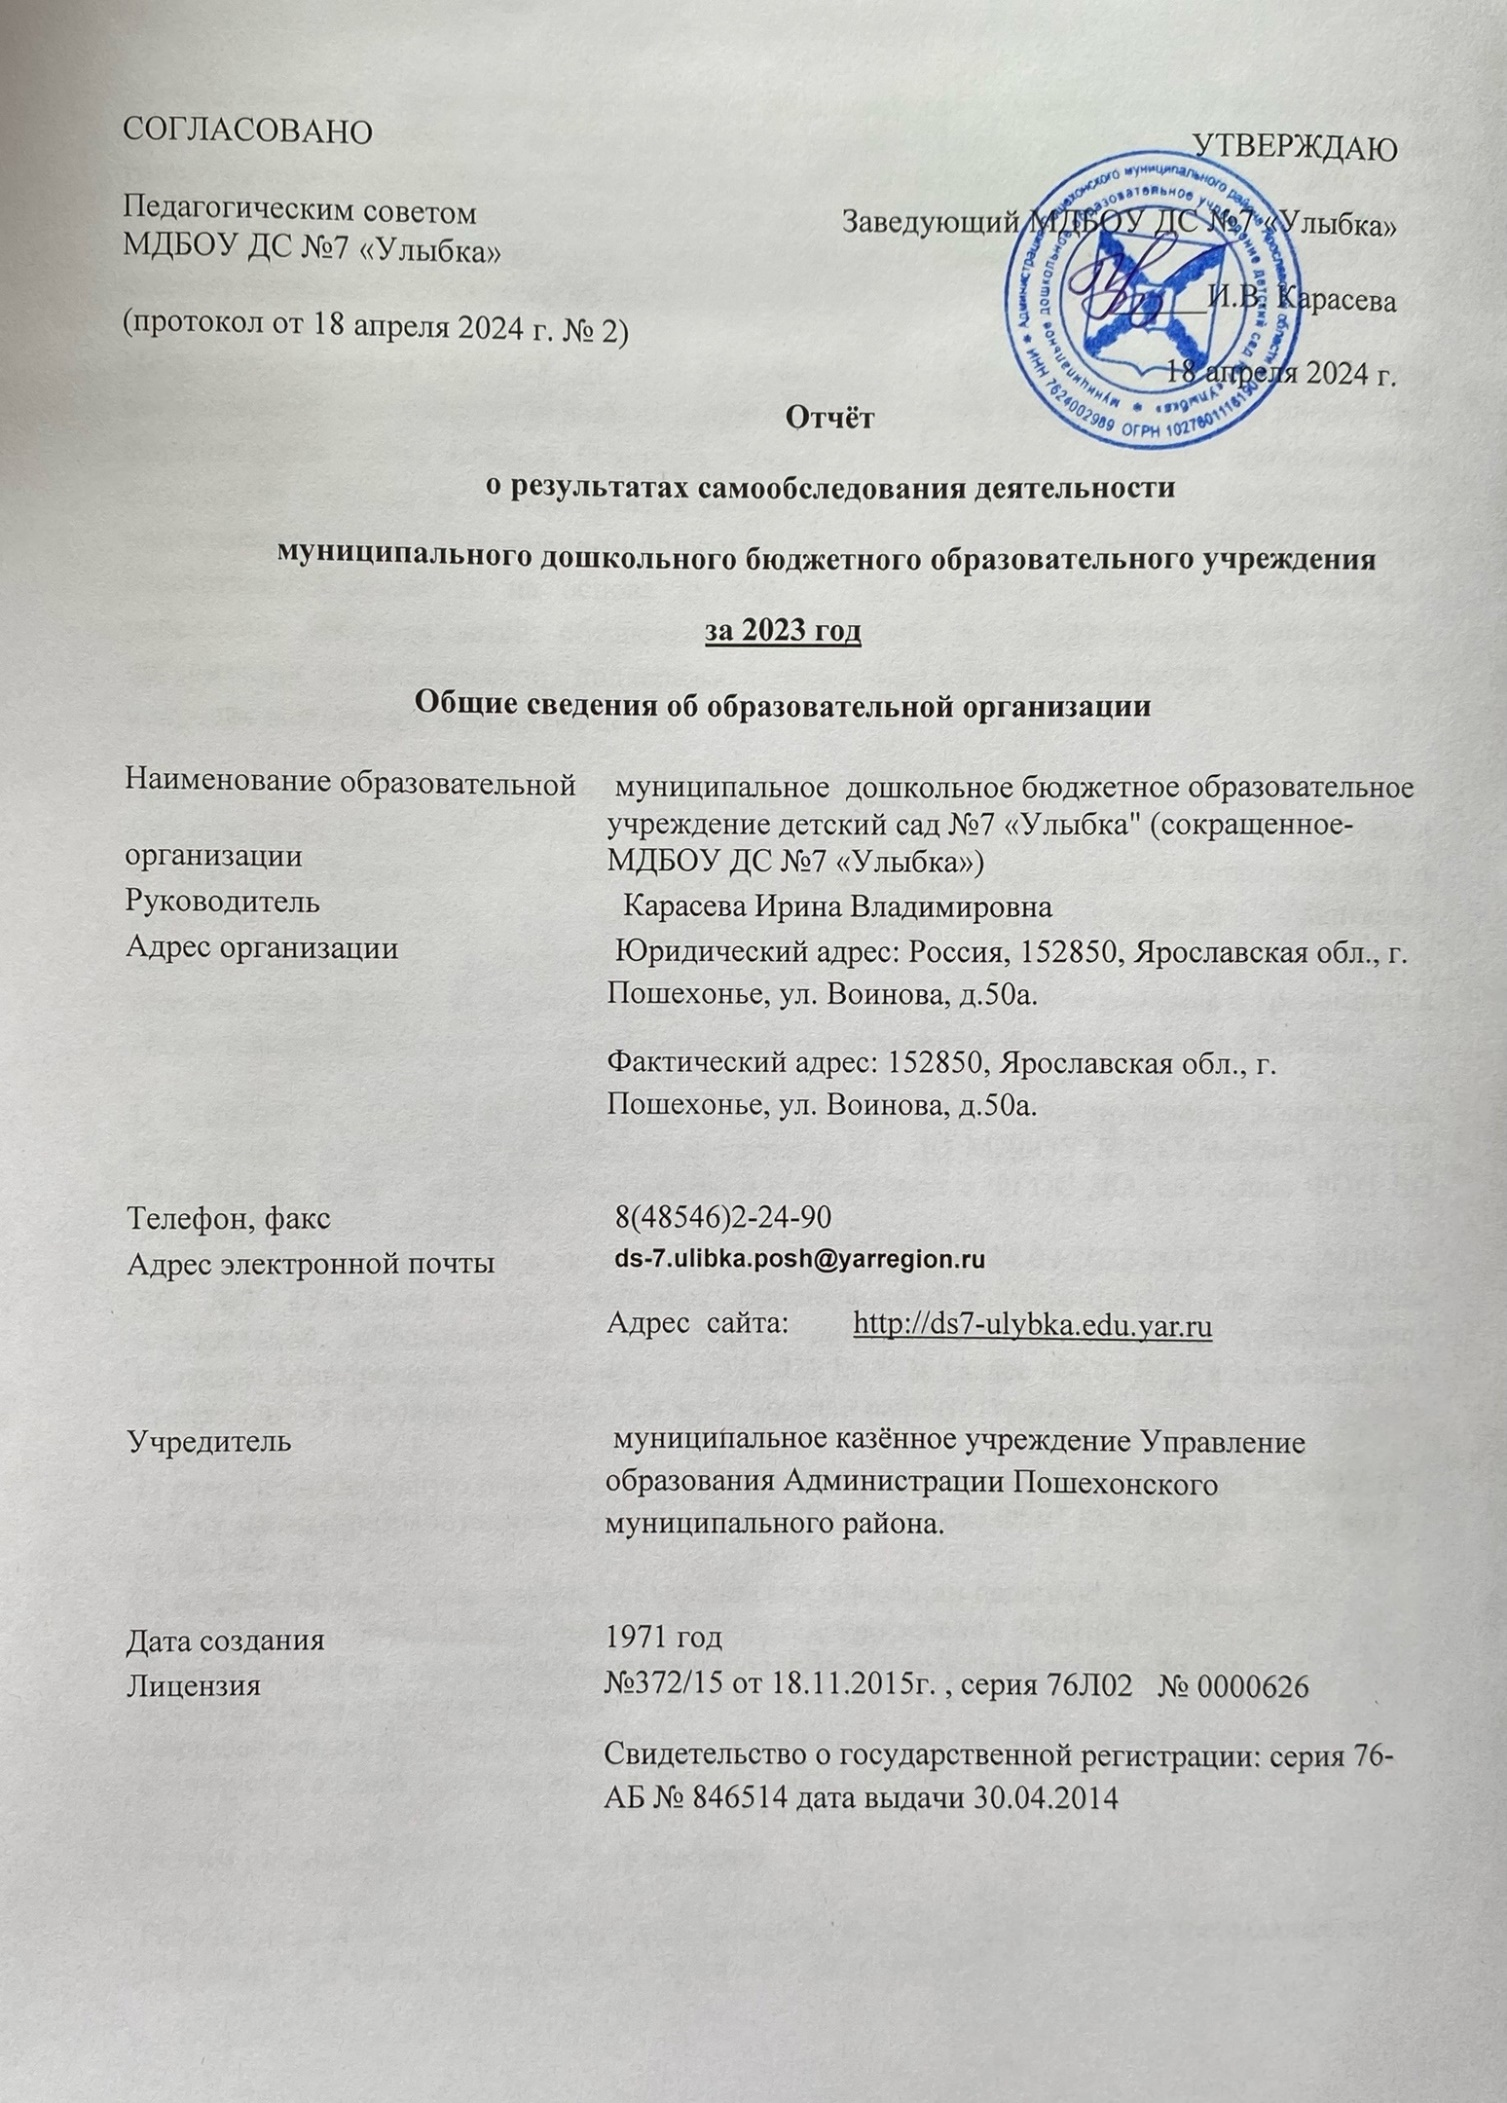 СОГЛАСОВАНО
УТВЕРЖДАЮ
Педагогическим советом
МДБОУ ДС №7 «Улыбка»
Заведующий МДБОУ ДС №7 «Улыбка»
И.В. Карасева
(протокол от 18 апреля 2024 г. № 2)
18 апреля 2024 г.
ИНН 7624002989 ОГРН
Отчёт
о результатах самообследования деятельности
муниципального дошкольного бюджетного образовательного учреждения
за 2023 год
Общие сведения об образовательной организации
Наименование образовательной
организации
муниципальное дошкольное бюджетное образовательное
учреждение детский сад №7 «Улыбка" (сокращенное-
МДБОУ ДС №7 «Улыбка»)
Руководитель
Карасева Ирина Владимировна
Адрес организации
Юридический адрес: Россия, 152850, Ярославская обл., г.
Пошехонье, ул. Воинова, д.50а.
Фактический адрес: 152850, Ярославская обл., г.
Пошехонье, ул. Воинова, д.50а.
Телефон, факс
8(48546)2-24-90
Адрес электронной почты
ds-7.ulibka.posh@yarregion.ru
Адрес сайта: http://ds7-ulybka.edu.yar.ru
Учредитель
муниципальное казённое учреждение Управление
образования Администрации Пошехонского
муниципального района.
Дата создания
1971 год
Лицензия
№372/15 от 18.11.2015г. , серия 76Л02 № 0000626
Свидетельство о государственной регистрации: серия 76-
АБ № 846514 дата выдачи 30.04.2014